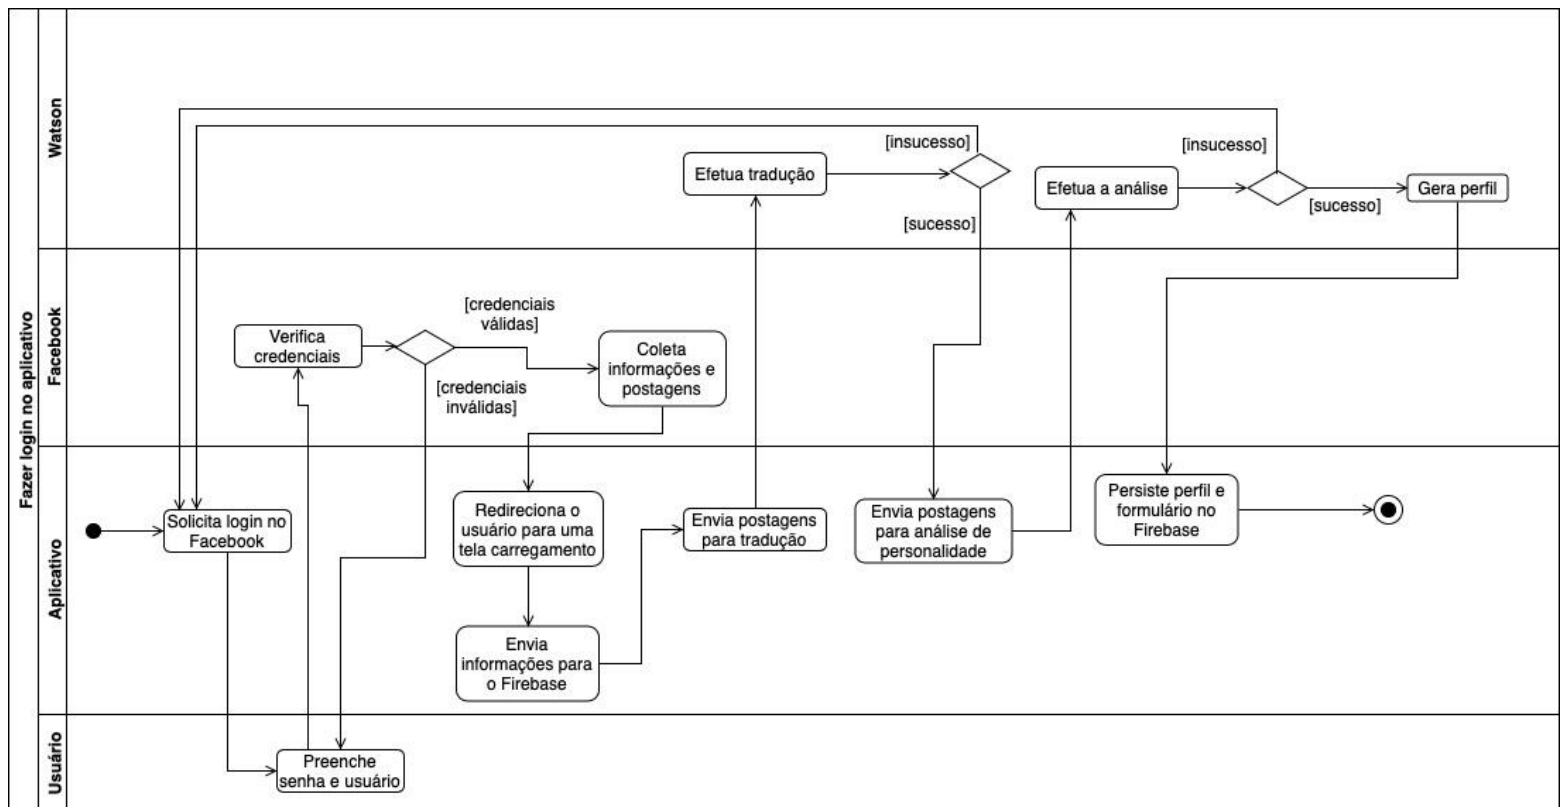 Fazer login no aplicativo
Watson
[insucesso]
Efetua tradução
[sucesso]
[insucesso]
Efetua a análise
[sucesso]
Gera perfil
Facebook
Verifica
credenciais
[credenciais
válidas]
[credenciais
inválidas]
Coleta
informações e
postagens
Aplicativo
Solicita login no
Facebook
Redireciona o
usuário para uma
tela carregamento
Envia
informações para
o Firebase
Envia postagens
para tradução
Envia postagens
para análise de
personalidade
Persiste perfil e
formulário no
Firebase
Usuário
Preenche
senha e usuário